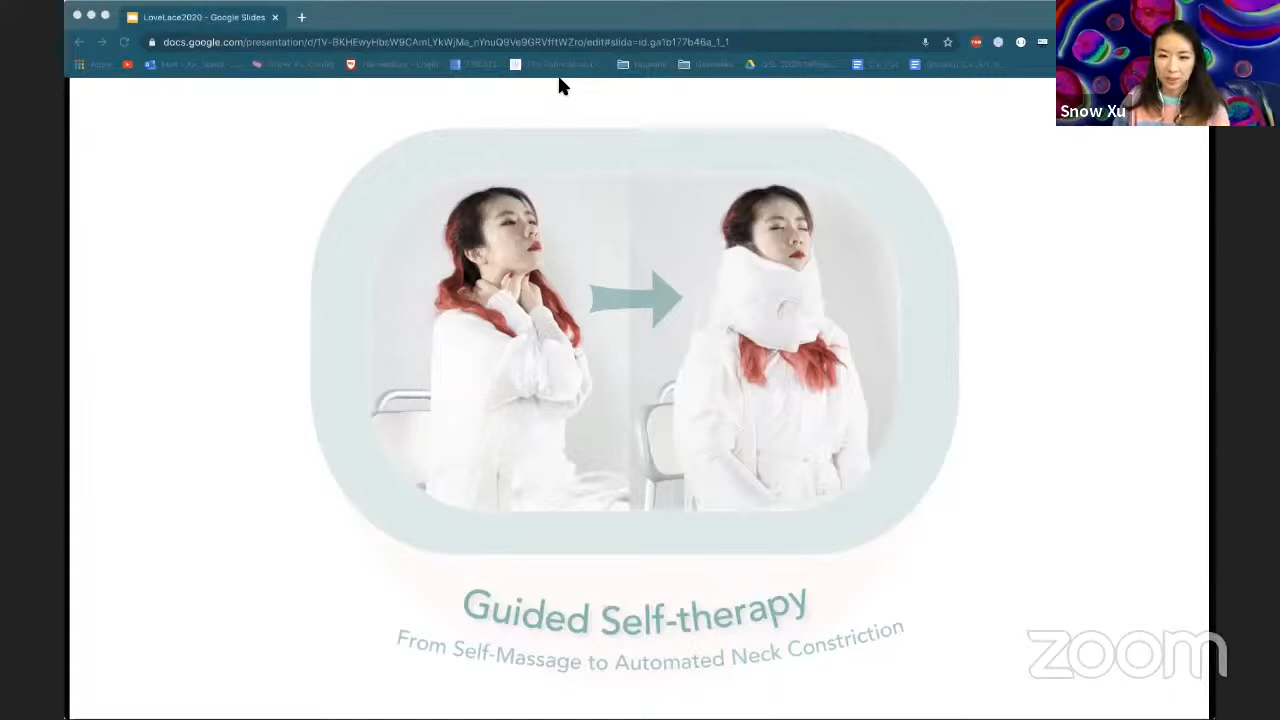 LoveLace2020 - Google Slides
docs.google.com/presentation/d/1V-BKHEwyHbsW9CAmLYkWjMa_nYnuQ9Ve9GRVfftWZro/edit#slide=id.ga1b177b46a_1_1
Apps
Snow Xu
Guided Self-therapy
From Self-Massage to Automated Neck Constriction
zoom